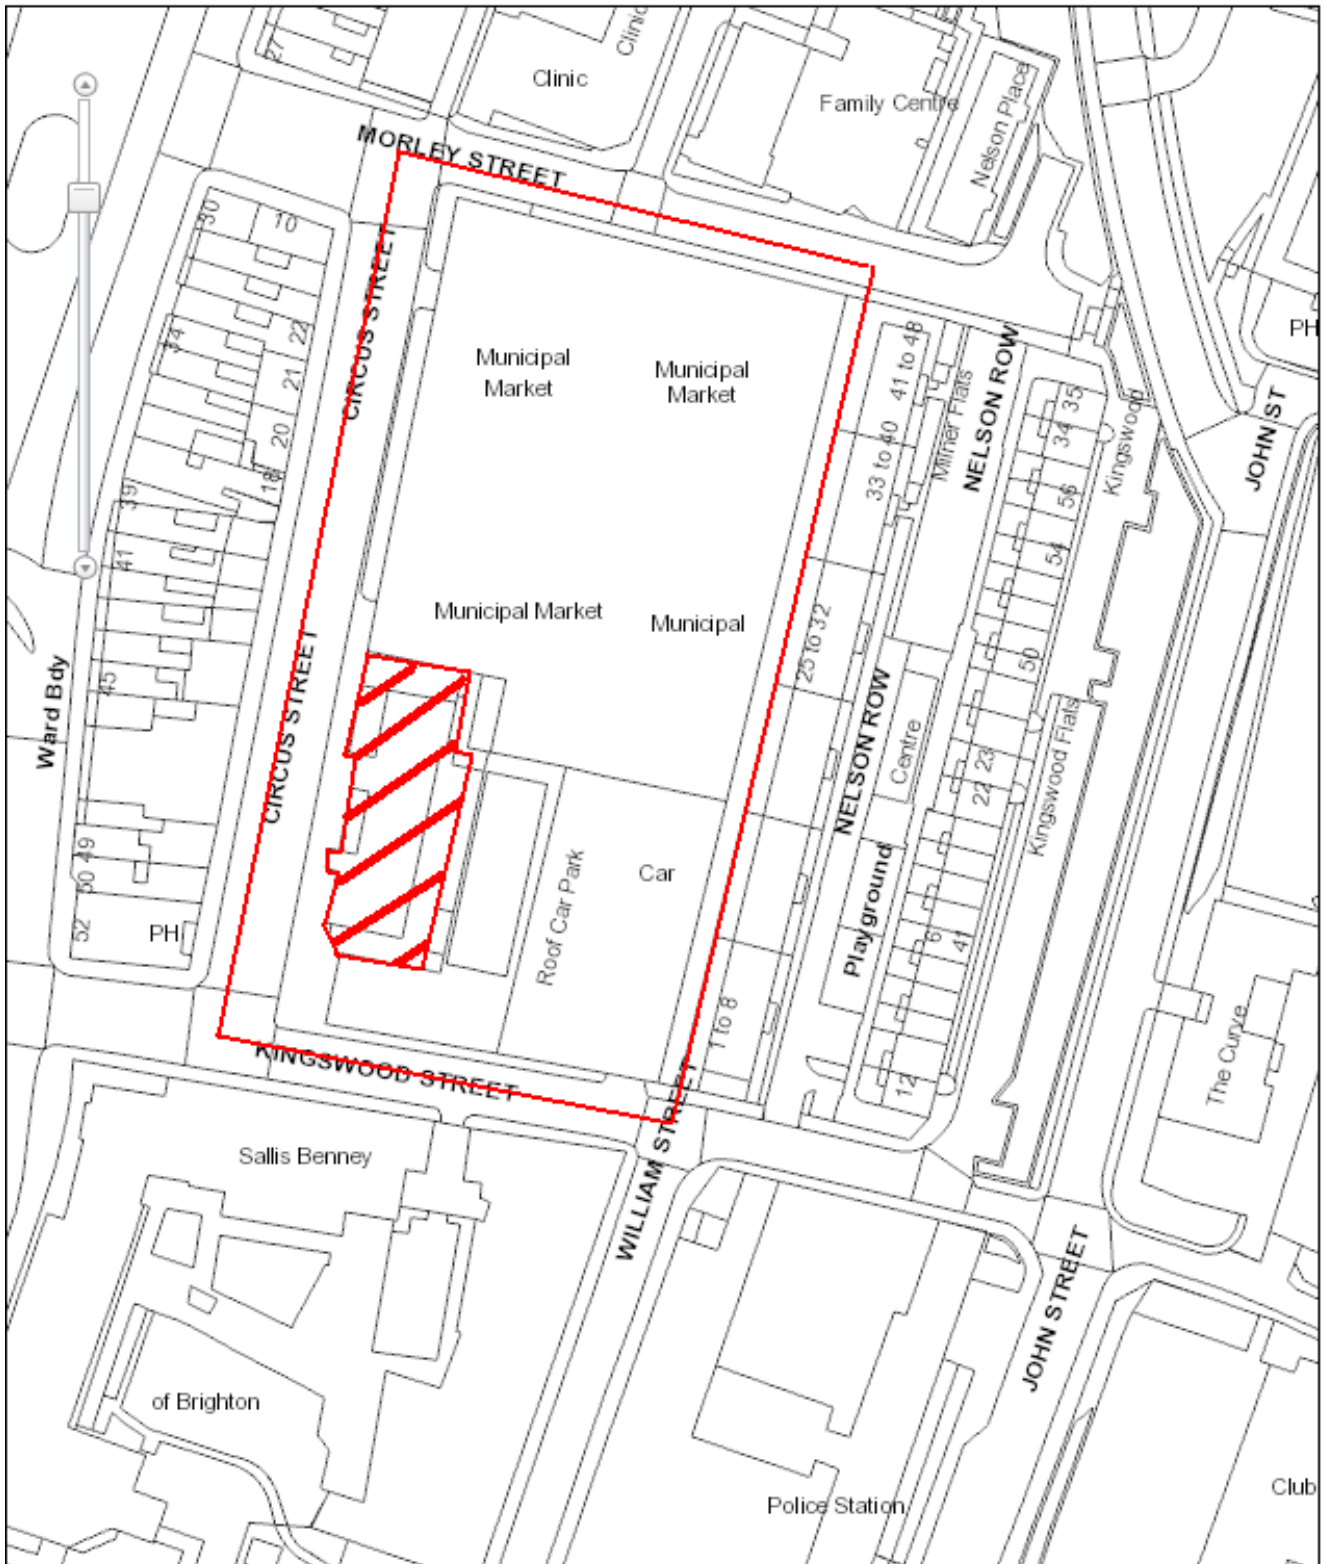 27
Clinic
Clinic
Family Centre
Nelson Place
MORLEY STREET
30
10
PH
CIRCUS STREET
34
22
21
20
18
39
41
45
Municipal
Market
Municipal
Market
41 to 48
33 to 40
Milner Flats
NELSON ROW
35
34
56
54
50
Kingswood
JOHN ST
Municipal Market
Municipal
25 to 32
Ward Bdy
CIRCUS STREET
NELSON ROW
Centre
23
22
Kingswood Flats
49
50
52
PH
Roof Car Park
Car
Playground
6
41
1 to 8
12
The Curve
KINGSWOOD STREET
WILLIAM STREET
Sallis Benney
JOHN STREET
of Brighton
Police Station
Club